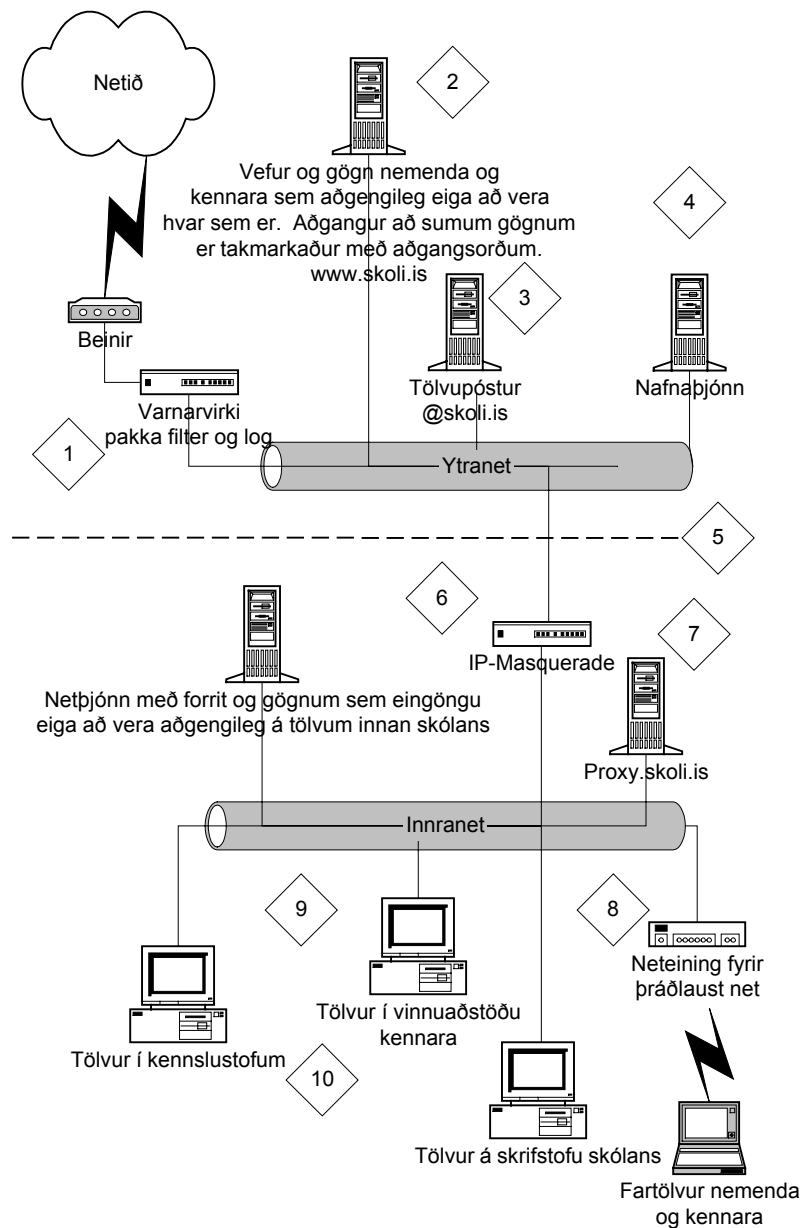 Netið
2
Vefur og gögn nemenda og
kennara sem aðgengileg eiga að vera
hvar sem er. Aðgangur að sumum gögnum
er takmarkaður með aðgangsorðum.
www.skoli.is
4
3
Beinir
Tölvupóstur
@skoli.is
Nafnaþjónn
Varnarvirki
pakka filter og log
1
Ytranet
5
6
7
IP-Masquerade
Netþjónn með forrit og gögnum sem eingöngu
eiga að vera aðgengileg á tölvum innan skólans
Proxy.skoli.is
Innranet
9
8
Neteining fyrir
þráðlaust net
Tölvur í vinnuaðstöðu
kennara
Tölvur í kennslustofum
10
Tölvur á skrifstofu skólans
Fartölvur nemenda
og kennara